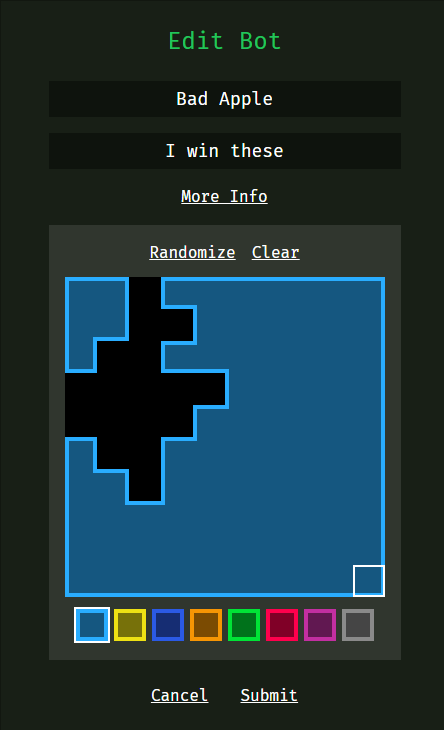 Edit Bot
Bad Apple
I win these
More Info
Randomize Clear
Cancel Submit